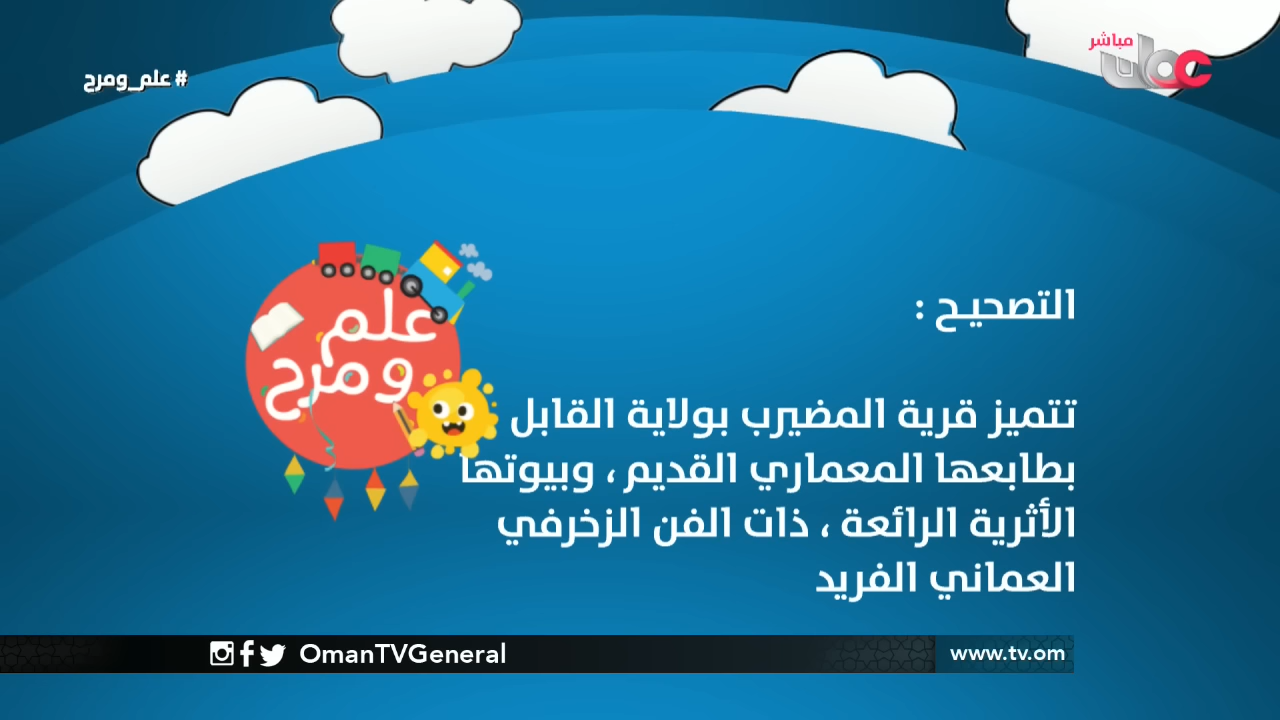 مباشر
عمان
# علم_ومرح
علم
ومرح
التصحيح :
تتميز قرية المضيرب بولاية القابل
بطابعها المعماري القديم ، وبيوتها
الأثرية الرائعة ، ذات الفن الزخرفي
العماني الفريد
OmanTVGeneral
www.tv.om